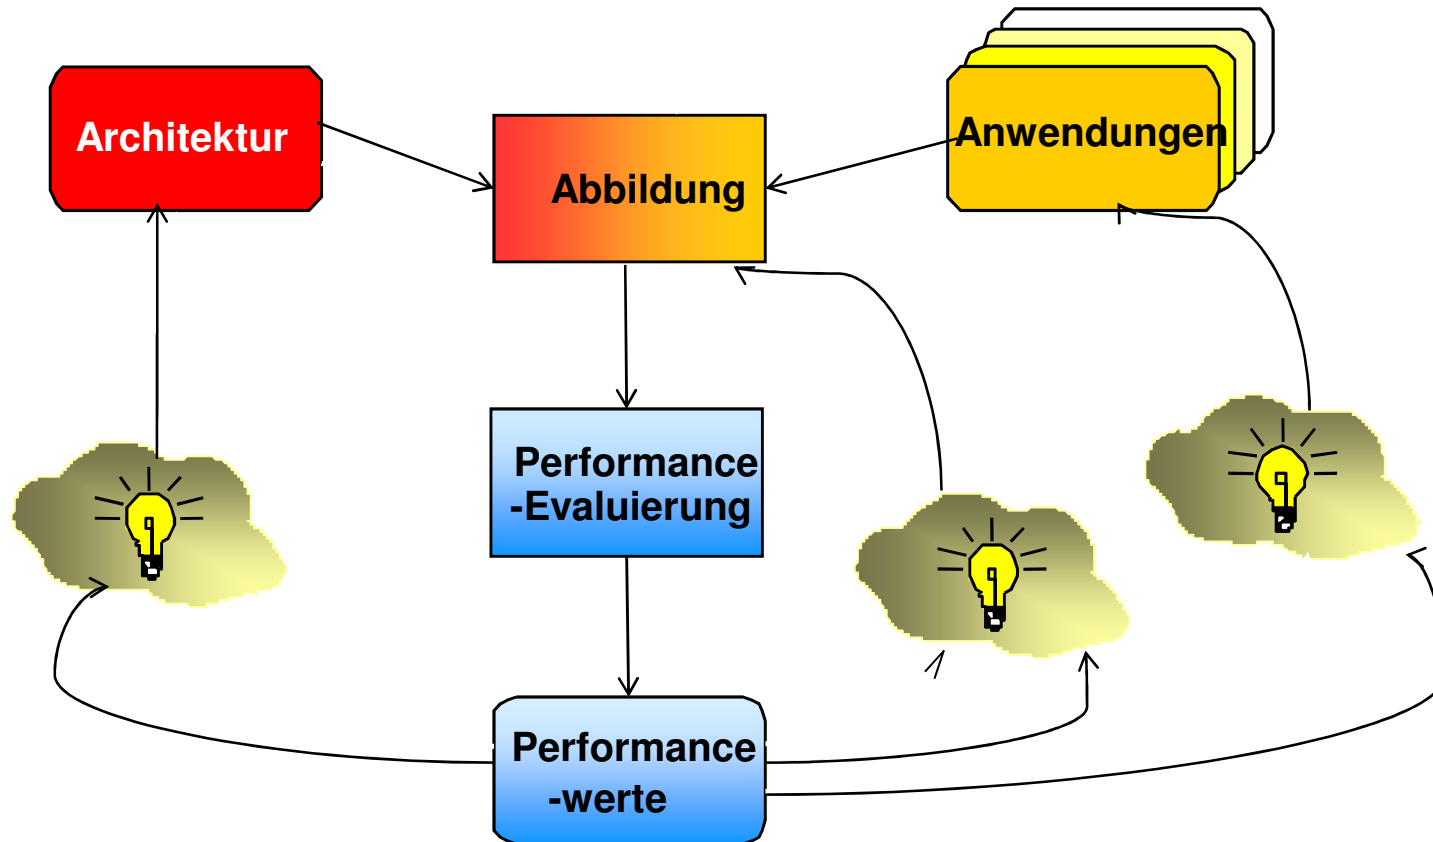 Architektur
Abbildung
Anwendungen
Performance
-Evaluierung
Performance
-werte